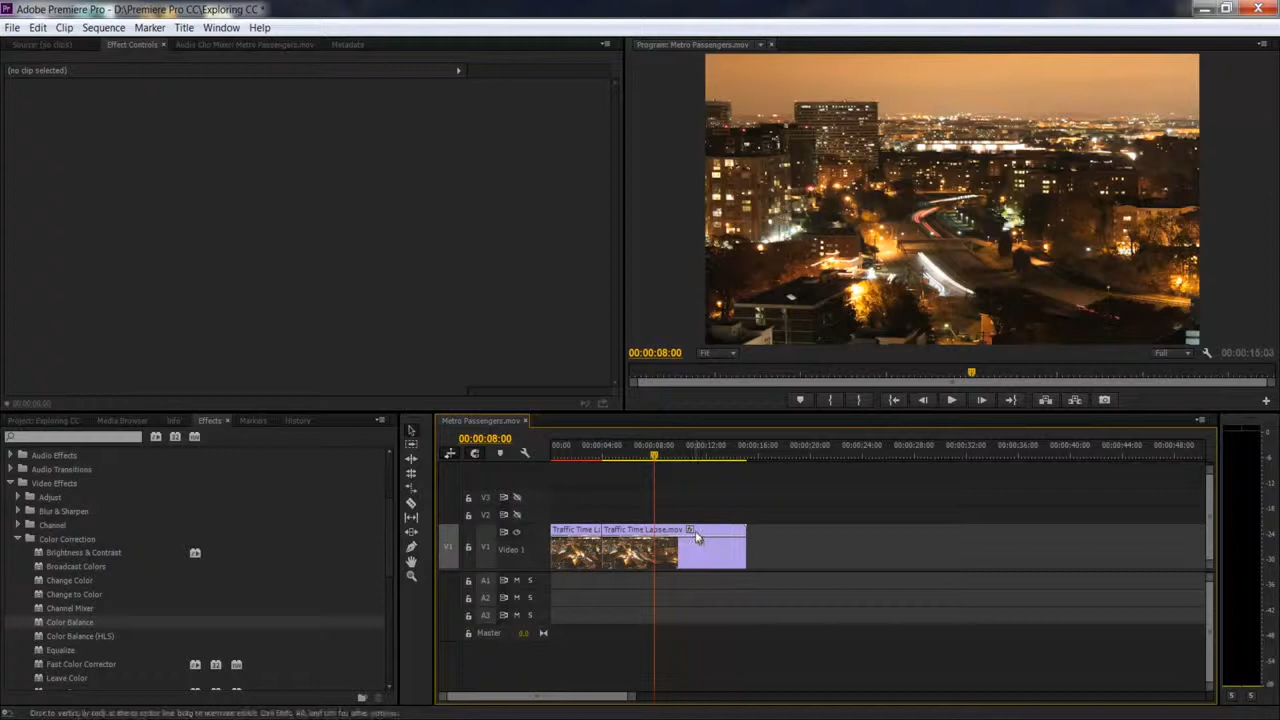 Adobe Premiere Pro - D:\Premiere Pro CC\Exploring CC *
File Edit Clip Sequence Marker Title Window Help
Source: (no clips) Effect Controls × Audio Clip Mixer: Metro Passengers.mov Metadata
Program: Metro Passengers.mov ×
(no clip selected)
00:00:08:00 Fit Full 00:00:15:03
00:00:08:00
Project: Exploring CC Media Browser Info Effects × Markers History
Metro Passengers.mov ×
00:00:08:00
00:00 00:00:04:00 00:00:08:00 00:00:12:00 00:00:16:00 00:00:20:00 00:00:24:00 00:00:28:00 00:00:32:00 00:00:36:00 00:00:40:00 00:00:44:00 00:00:48:00
Audio Effects
Audio Transitions
Video Effects
Adjust
Blur & Sharpen
Channel
Color Correction
Brightness & Contrast
Broadcast Colors
Change Color
Change to Color
Channel Mixer
Color Balance
Color Balance (HLS)
Equalize
Fast Color Corrector
Leave Color
V3
V2
V1 V1 Video 1
Traffic Time La Traffic Time Lapse.mov fx
A1 M S
A2 M S
A3 M S
Master 0.0
0
S S